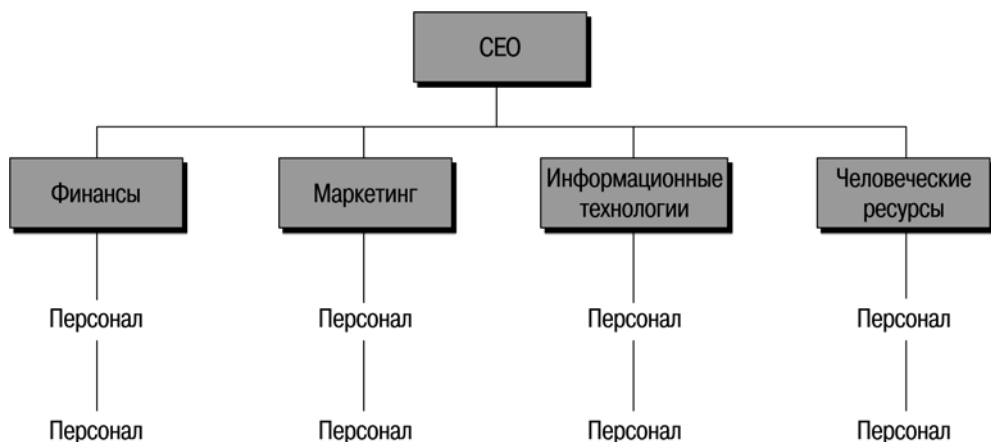 CEO
Финансы
Маркетинг
Информационные
технологии
Человеческие
ресурсы
Персонал
Персонал
Персонал
Персонал
Персонал
Персонал
Персонал
Персонал